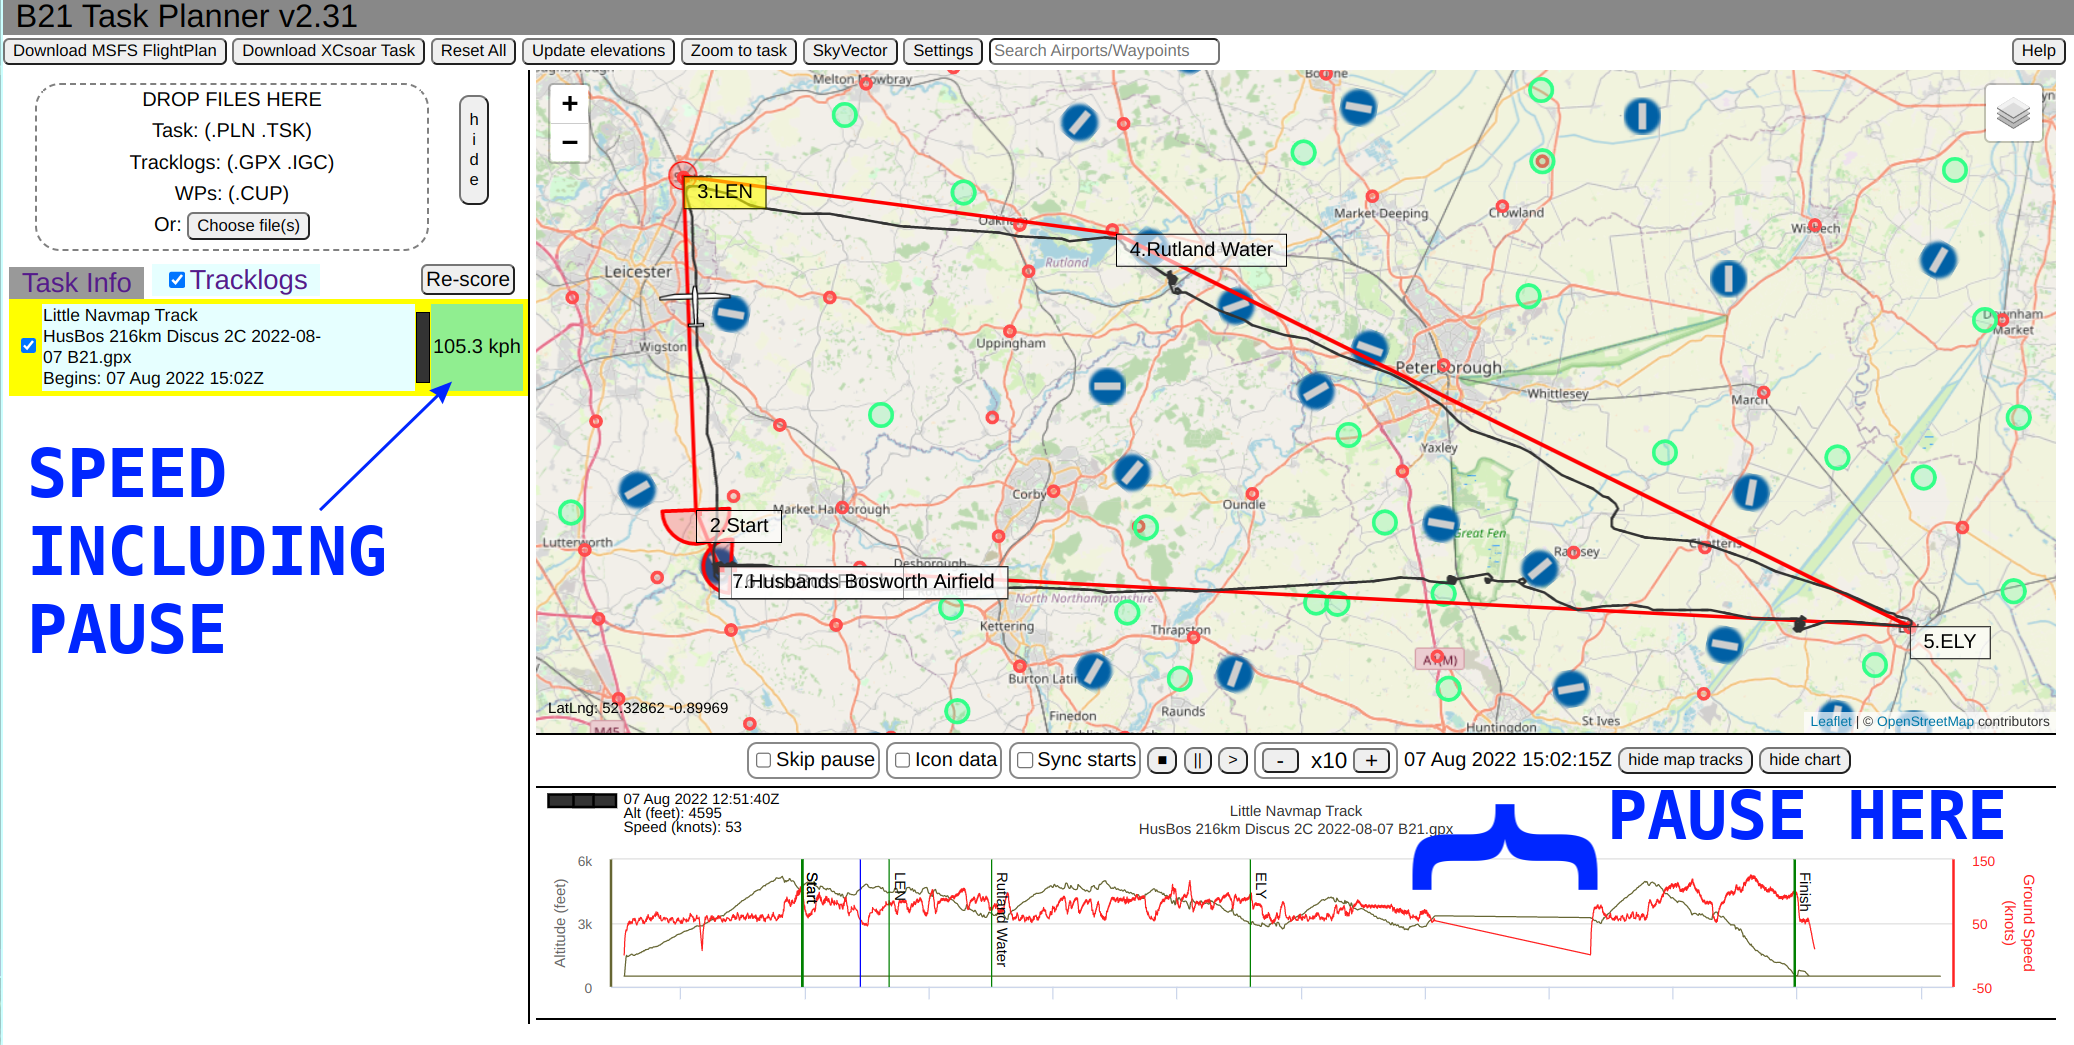 B21 Task Planner v2.31
Download MSFS FlightPlan
Download XCsoar Task
Reset All
Update elevations
Zoom to task
SkyVector
Settings
Search Airports/Waypoints
Help
DROP FILES HERE
Task: (.PLN .TSK)
Tracklogs: (.GPX .IGC)
WPs: (.CUP)
Or: Choose file(s)
hide
Task Info
Tracklogs
Re-score
Little Navmap Track
HusBos 216km Discus 2C 2022-08-
07 B21.gpx
Begins: 07 Aug 2022 15:02Z
105.3 kph
SPEED
INCLUDING
PAUSE
+
−
Melton Mowbray
3.LEN
Leicester
Wigston
Rutland
4.Rutland Water
Market Deeping
Crowland
Wisbech
Downham
Market
Uppingham
Peterborough
Whittlesey
March
Yaxley
Corby
Oundle
Market Harborough
Lutterworth
2.Start
Desborough
7.Husbands Bosworth Airfield
North Northamptonshire
Great Fen
Ramsey
Chatteris
Kettering
Thrapston
5.ELY
A1(M)
Burton Latimer
Raunds
Finedon
St Ives
Huntingdon
M45
LatLng: 52.32862 -0.89969
Leaflet | © OpenStreetMap contributors
Skip pause
Icon data
Sync starts
■
||
>
-
x10
+
07 Aug 2022 15:02:15Z
hide map tracks
hide chart
07 Aug 2022 12:51:40Z
Alt (feet): 4595
Speed (knots): 53
Little Navmap Track
HusBos 216km Discus 2C 2022-08-07 B21.gpx
PAUSE HERE
6k
3k
0
Altitude (feet)
Start
LEN
Rutland Water
ELY
Finish
150
50
-50
Ground Speed
(knots)